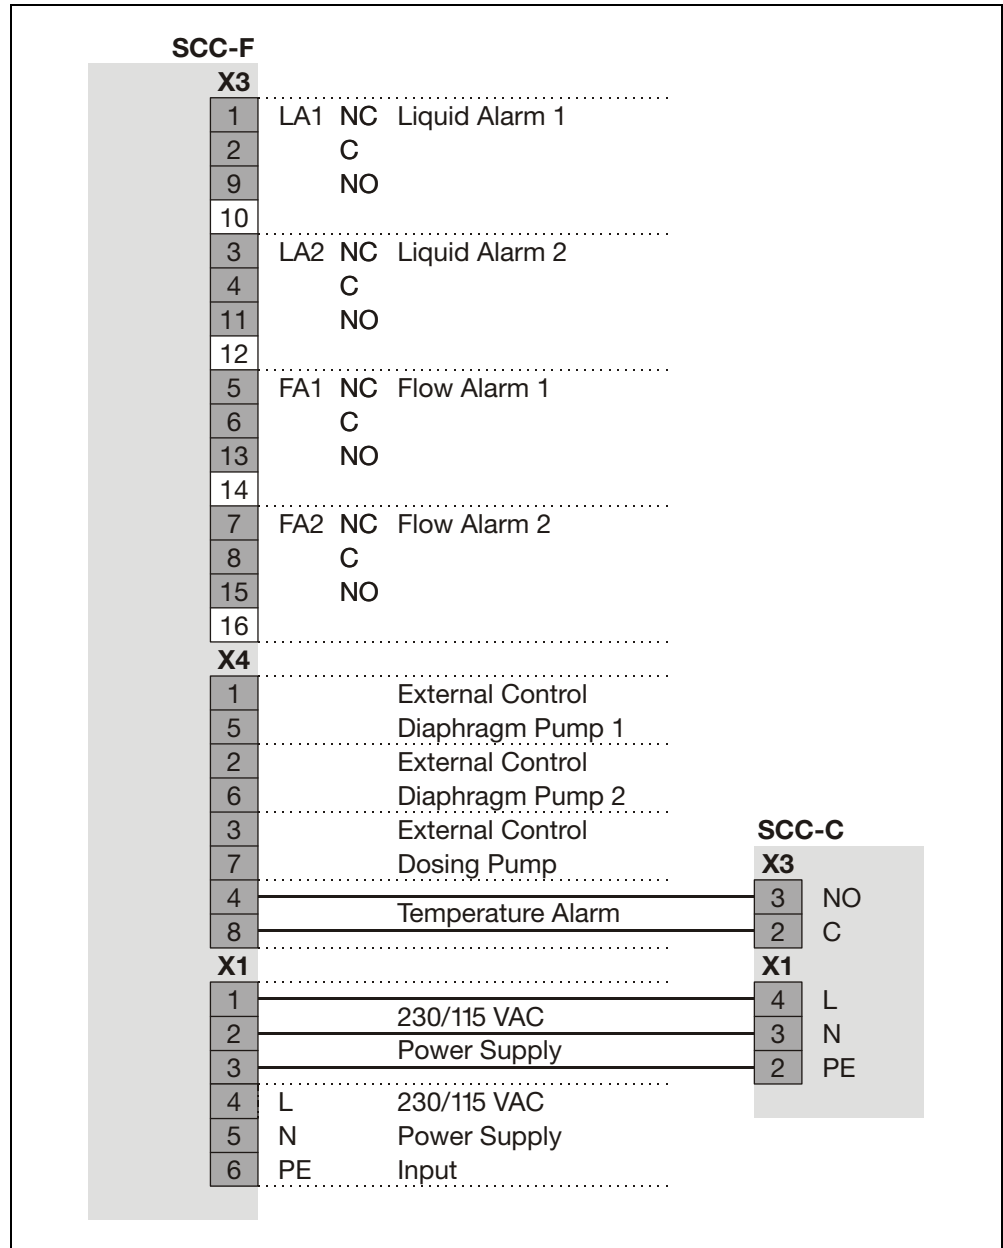 SCC-F
X3
1 LA1 NC Liquid Alarm 1
2 C
9 NO
10
3 LA2 NC Liquid Alarm 2
4 C
11 NO
12
5 FA1 NC Flow Alarm 1
6 C
13 NO
14
7 FA2 NC Flow Alarm 2
8 C
15 NO
16
X4
1 External Control
5 Diaphragm Pump 1
2 External Control
6 Diaphragm Pump 2
3 External Control
7 Dosing Pump
4
Temperature Alarm
8
X1
1
230/115 VAC
2
Power Supply
3
4 L 230/115 VAC
5 N Power Supply
6 PE Input
SCC-C
X3
3 NO
2 C
X1
4 L
3 N
2 PE